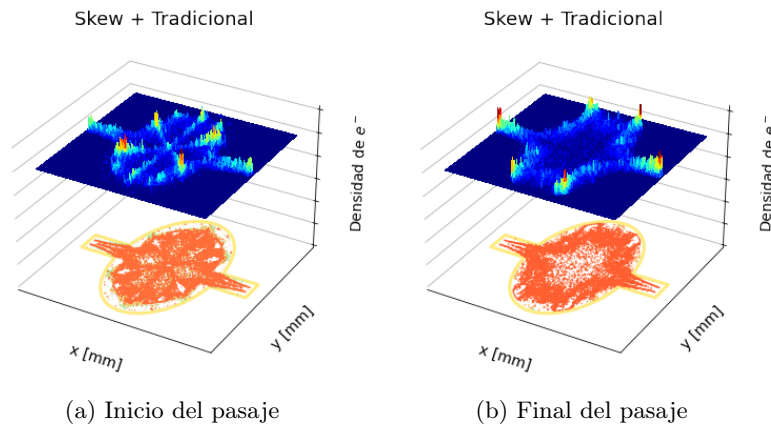 Skew + Tradicional
Densidad de e⁻
x [mm]
y [mm]
(a) Inicio del pasaje
Skew + Tradicional
Densidad de e⁻
x [mm]
y [mm]
(b) Final del pasaje